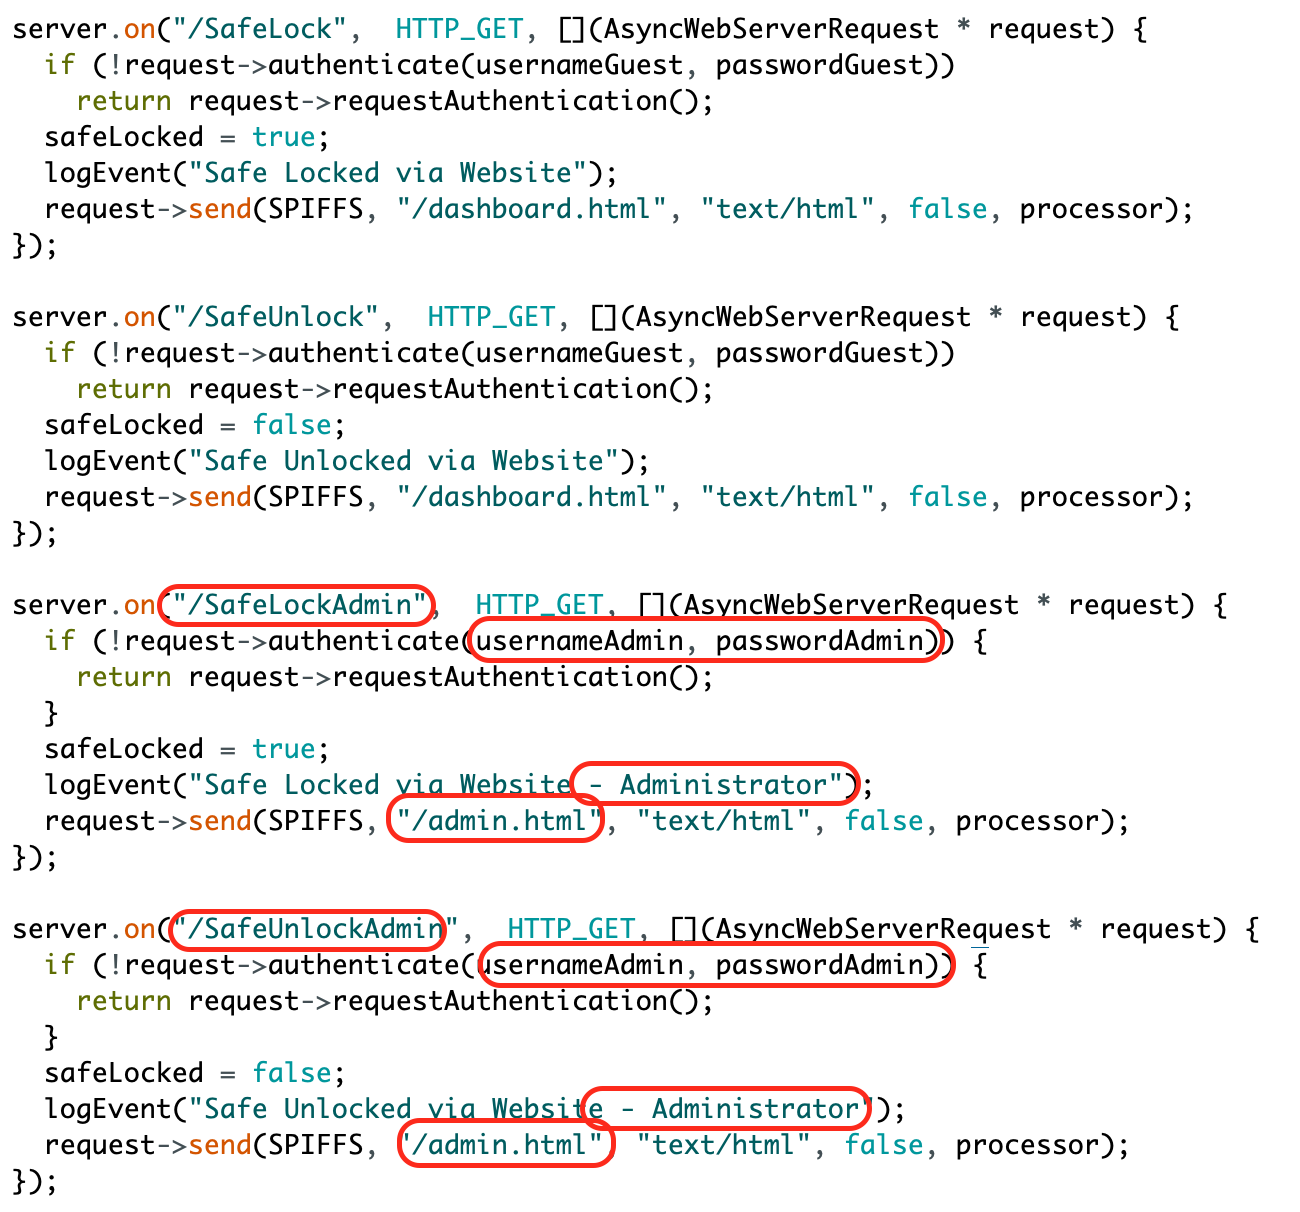 server.on("/SafeLock",  HTTP_GET, [](AsyncWebServerRequest * request) {
  if (!request->authenticate(usernameGuest, passwordGuest))
    return request->requestAuthentication();
  safeLocked = true;
  logEvent("Safe Locked via Website");
  request->send(SPIFFS, "/dashboard.html", "text/html", false, processor);
});

server.on("/SafeUnlock",  HTTP_GET, [](AsyncWebServerRequest * request) {
  if (!request->authenticate(usernameGuest, passwordGuest))
    return request->requestAuthentication();
  safeLocked = false;
  logEvent("Safe Unlocked via Website");
  request->send(SPIFFS, "/dashboard.html", "text/html", false, processor);
});

server.on("/SafeLockAdmin",  HTTP_GET, [](AsyncWebServerRequest * request) {
  if (!request->authenticate(usernameAdmin, passwordAdmin)) {
    return request->requestAuthentication();
  }
  safeLocked = true;
  logEvent("Safe Locked via Website - Administrator");
  request->send(SPIFFS, "/admin.html", "text/html", false, processor);
});

server.on("/SafeUnlockAdmin",  HTTP_GET, [](AsyncWebServerRequest * request) {
  if (!request->authenticate(usernameAdmin, passwordAdmin)) {
    return request->requestAuthentication();
  }
  safeLocked = false;
  logEvent("Safe Unlocked via Website - Administrator");
  request->send(SPIFFS, "/admin.html", "text/html", false, processor);
});